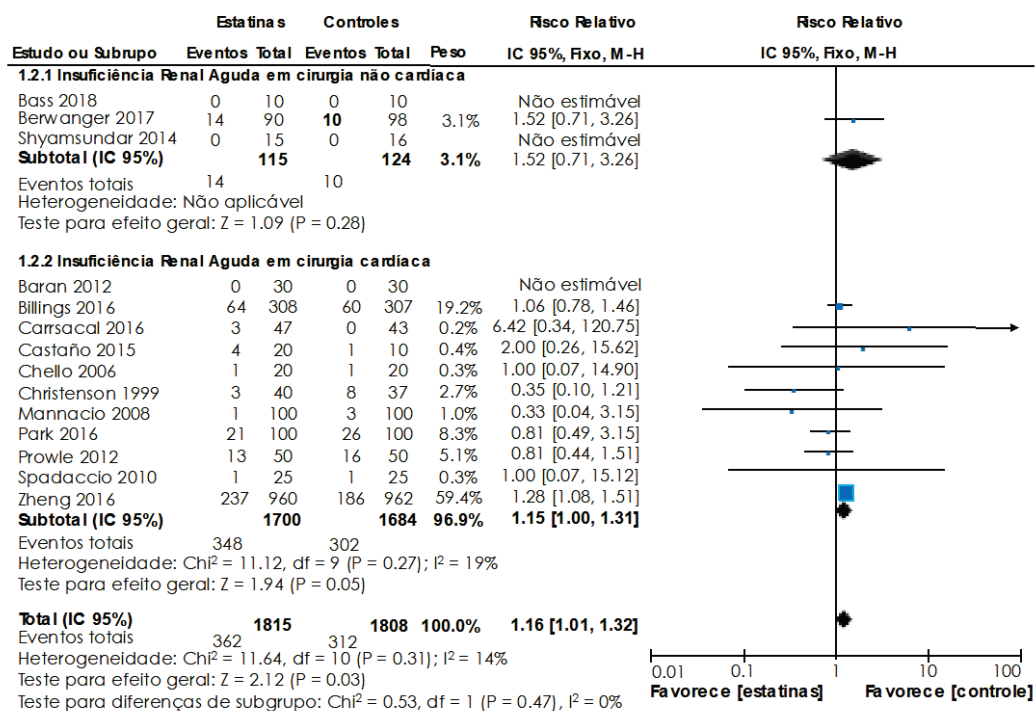 Estatinas Controles Risco Relativo Risco Relativo
Estudo ou Subrupo Eventos Total Eventos Total Peso IC 95%, Fixo, M-H IC 95%, Fixo, M-H
1.2.1 Insuficiência Renal Aguda em cirurgia não cardíaca
Bass 2018 0 10 0 10 Não estimável
Berwanger 2017 14 90 10 98 3.1% 1.52 [0.71, 3.26]
Shyamsundar 2014 0 15 0 16 Não estimável
Subtotal (IC 95%) 115 124 3.1% 1.52 [0.71, 3.26]
Eventos totais 14 10
Heterogeneidade: Não aplicável
Teste para efeito geral: Z = 1.09 (P = 0.28)
1.2.2 Insuficiência Renal Aguda em cirurgia cardíaca
Baran 2012 0 30 0 30 Não estimável
Billings 2016 64 308 60 307 19.2% 1.06 [0.78, 1.46]
Carrsacal 2016 3 47 0 43 0.2% 6.42 [0.34, 120.75]
Castaño 2015 4 20 1 10 0.4% 2.00 [0.26, 15.62]
Chello 2006 1 20 1 20 0.3% 1.00 [0.07, 14.90]
Christenson 1999 3 40 8 37 2.7% 0.35 [0.10, 1.21]
Mannacio 2008 1 100 3 100 1.0% 0.33 [0.04, 3.15]
Park 2016 21 100 26 100 8.3% 0.81 [0.49, 3.15]
Prowle 2012 13 50 16 50 5.1% 0.81 [0.44, 1.51]
Spadaccio 2010 1 25 1 25 0.3% 1.00 [0.07, 15.12]
Zheng 2016 237 960 186 962 59.4% 1.28 [1.08, 1.51]
Subtotal (IC 95%) 1700 1684 96.9% 1.15 [1.00, 1.31]
Eventos totais 348 302
Heterogeneidade: Chi² = 11.12, df = 9 (P = 0.27); I² = 19%
Teste para efeito geral: Z = 1.94 (P = 0.05)
Total (IC 95%) 1815 1808 100.0% 1.16 [1.01, 1.32]
Eventos totais 362 312
Heterogeneidade: Chi² = 11.64, df = 10 (P = 0.31); I² = 14%
Teste para efeito geral: Z = 2.12 (P = 0.03)
Teste para diferenças de subgrupo: Chi² = 0.53, df = 1 (P = 0.47), I² = 0%
0.01 0.1 1 10 100
Favorece [estatinas] Favorece [controle]